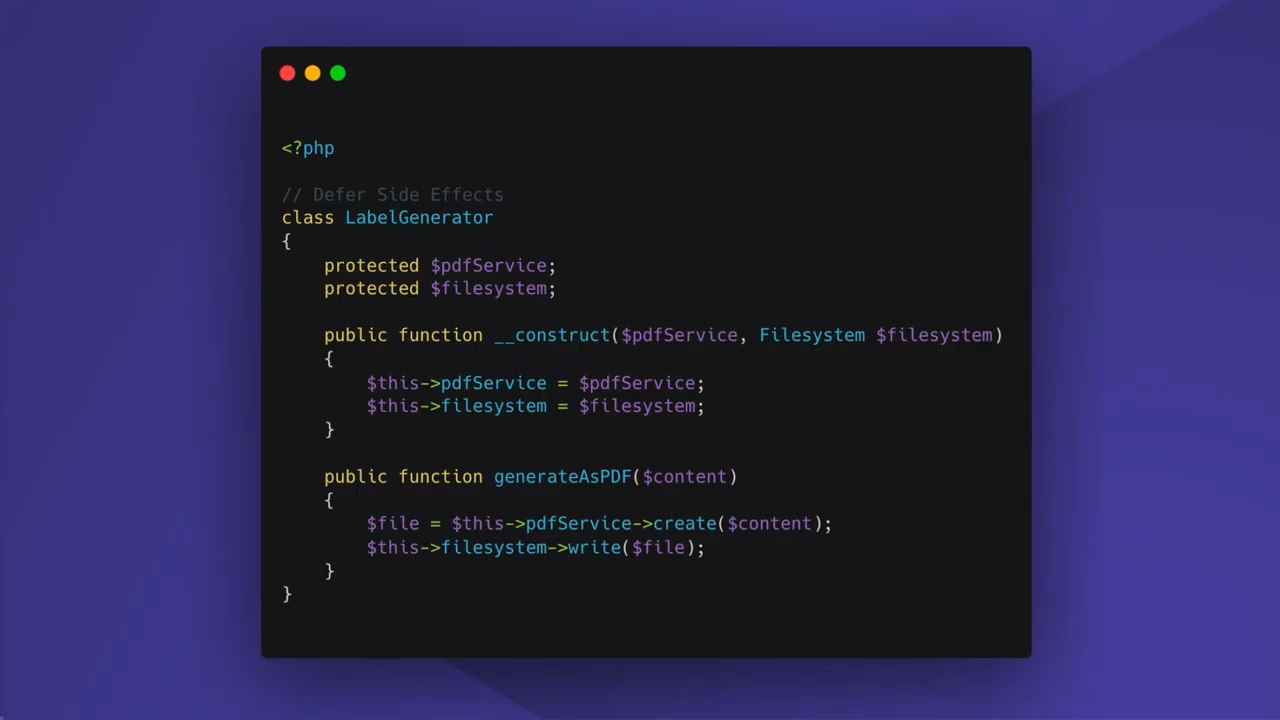 <?php
// Defer Side Effects
class LabelGenerator
{
    protected $pdfService;
    protected $filesystem;
    public function __construct($pdfService, Filesystem $filesystem)
    {
        $this->pdfService = $pdfService;
        $this->filesystem = $filesystem;
    }
    public function generateAsPDF($content)
    {
        $file = $this->pdfService->create($content);
        $this->filesystem->write($file);
    }
}